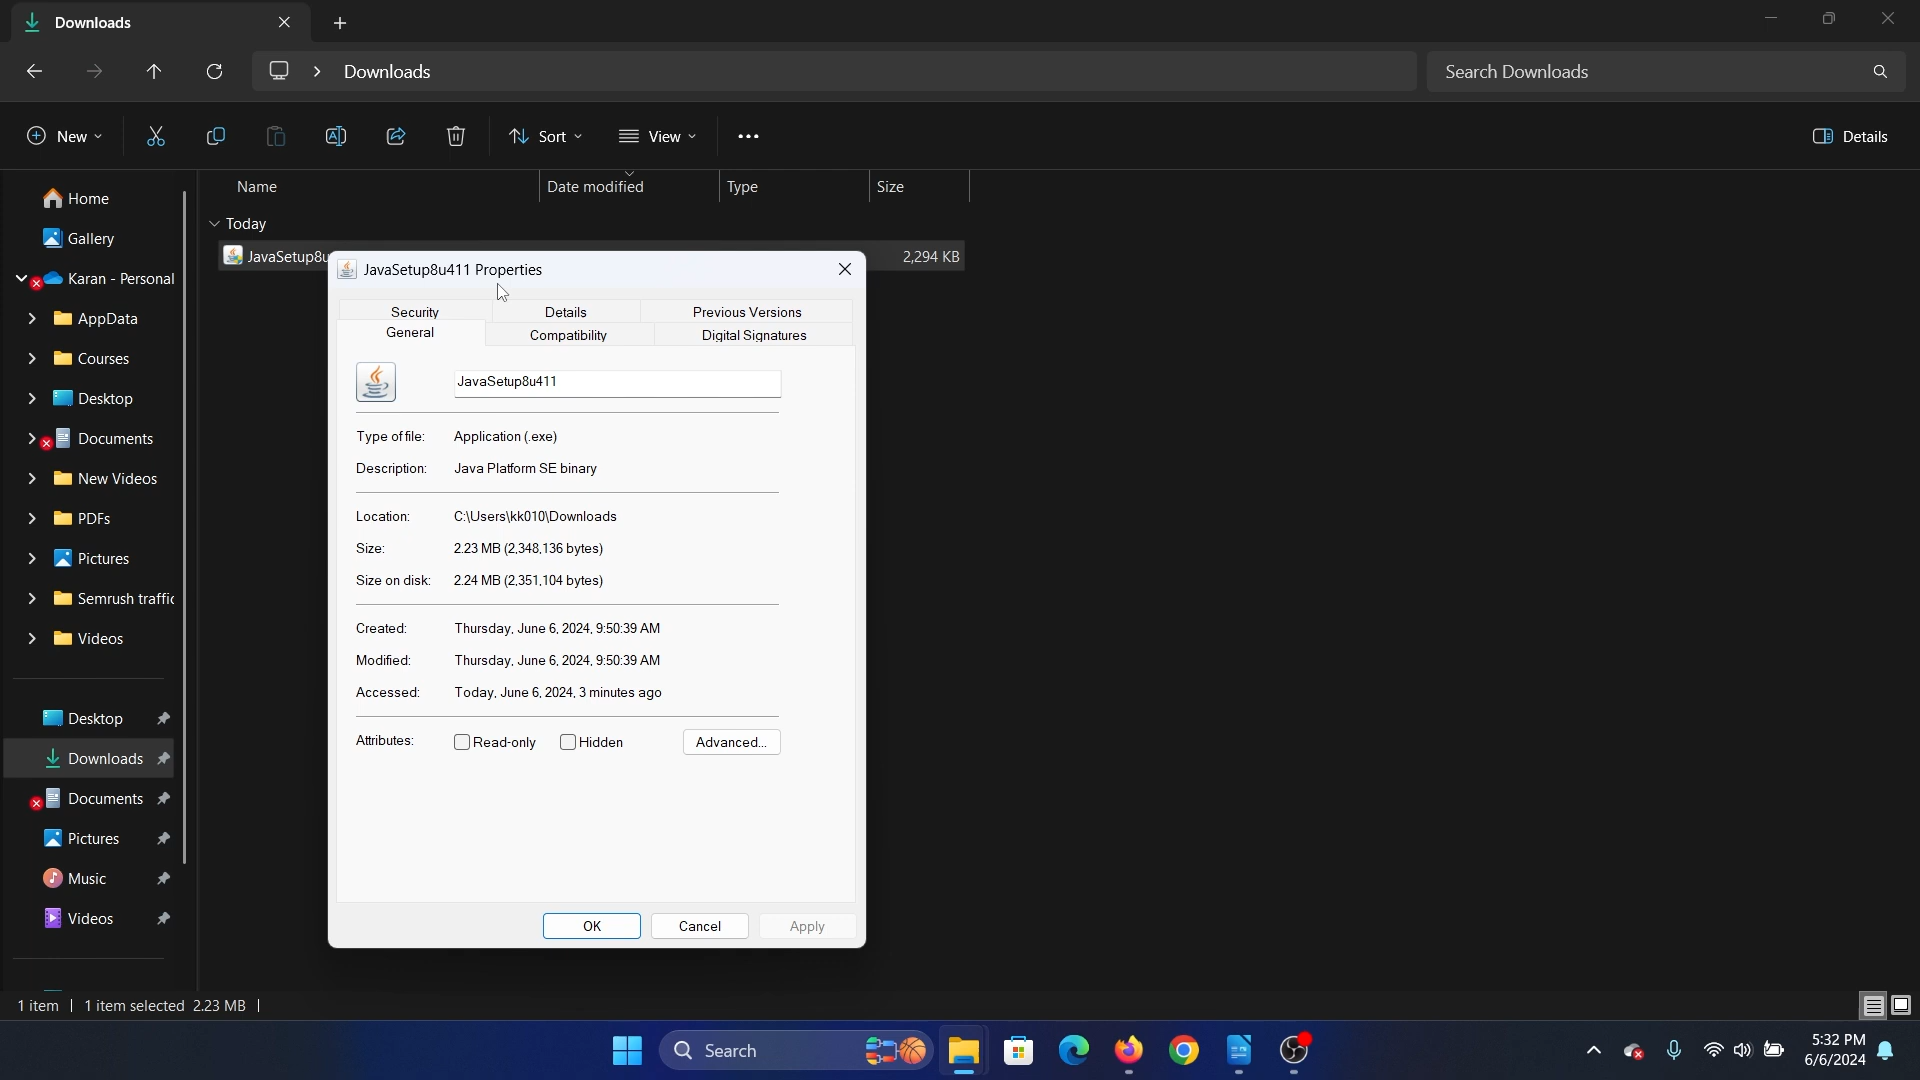 Downloads
Downloads
Search Downloads
New
Sort
View
Details
Name
Date modified
Type
Size
Home
Gallery
Karan - Personal
AppData
Courses
Desktop
Documents
New Videos
PDFs
Pictures
Semrush traffic
Videos
Desktop
Downloads
Documents
Pictures
Music
Videos
Today
JavaSetup8u
2,294 KB
JavaSetup8u411 Properties
Security
Details
Previous Versions
General
Compatibility
Digital Signatures
JavaSetup8u411
Type of file: Application (.exe)
Description: Java Platform SE binary
Location: C:\Users\kk010\Downloads
Size: 2.23 MB (2,348,136 bytes)
Size on disk: 2.24 MB (2,351,104 bytes)
Created: Thursday, June 6, 2024, 9:50:39 AM
Modified: Thursday, June 6, 2024, 9:50:39 AM
Accessed: Today, June 6, 2024, 3 minutes ago
Attributes: Read-only Hidden Advanced...
OK Cancel Apply
1 item | 1 item selected 2.23 MB |
Search
5:32 PM
6/6/2024